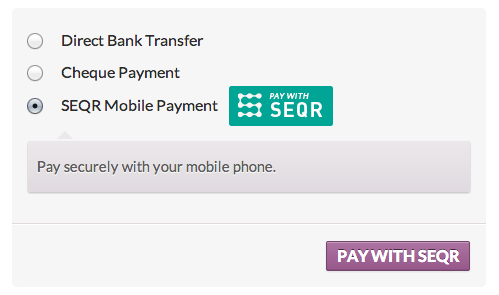 Direct Bank Transfer
Cheque Payment
SEQR Mobile Payment
PAY WITH
SEQR
Pay securely with your mobile phone.
PAY WITH SEQR